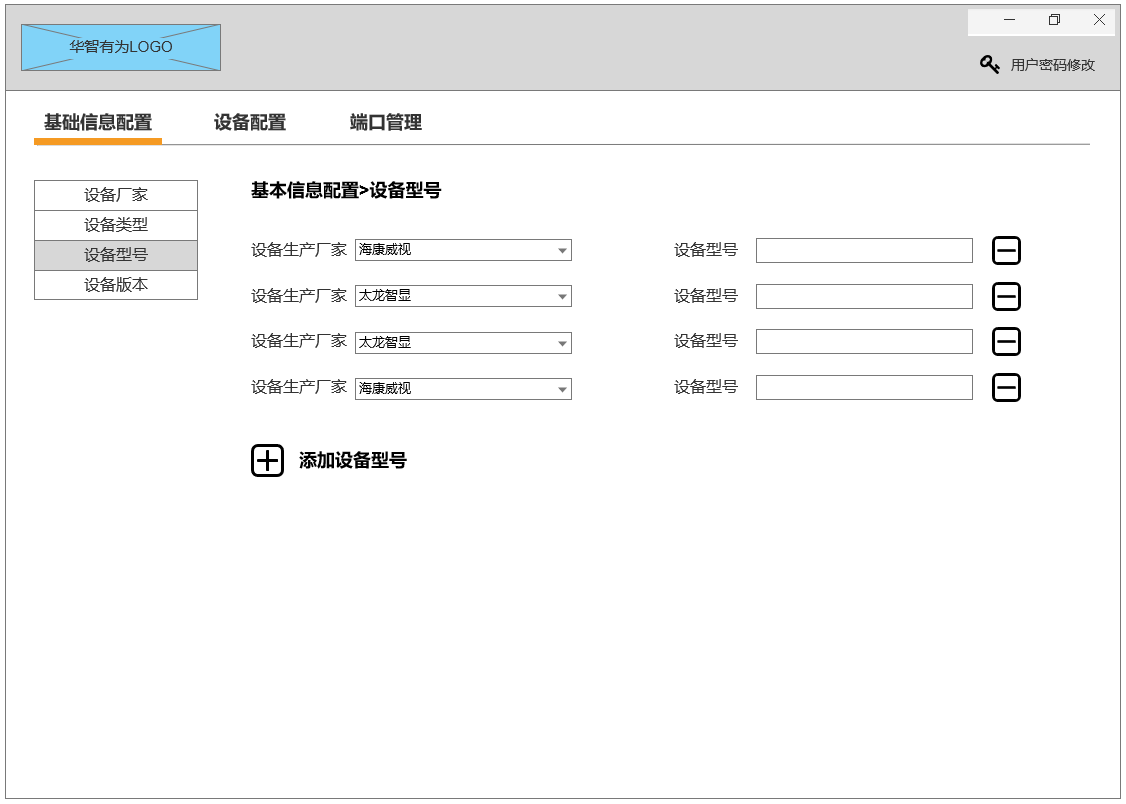 华智有为LOGO
用户密码修改
基础信息配置 设备配置 端口管理
设备厂家
设备类型
设备型号
设备版本
基本信息配置>设备型号
设备生产厂家 海康威视 设备型号
设备生产厂家 太龙智显 设备型号
设备生产厂家 太龙智显 设备型号
设备生产厂家 海康威视 设备型号
添加设备型号